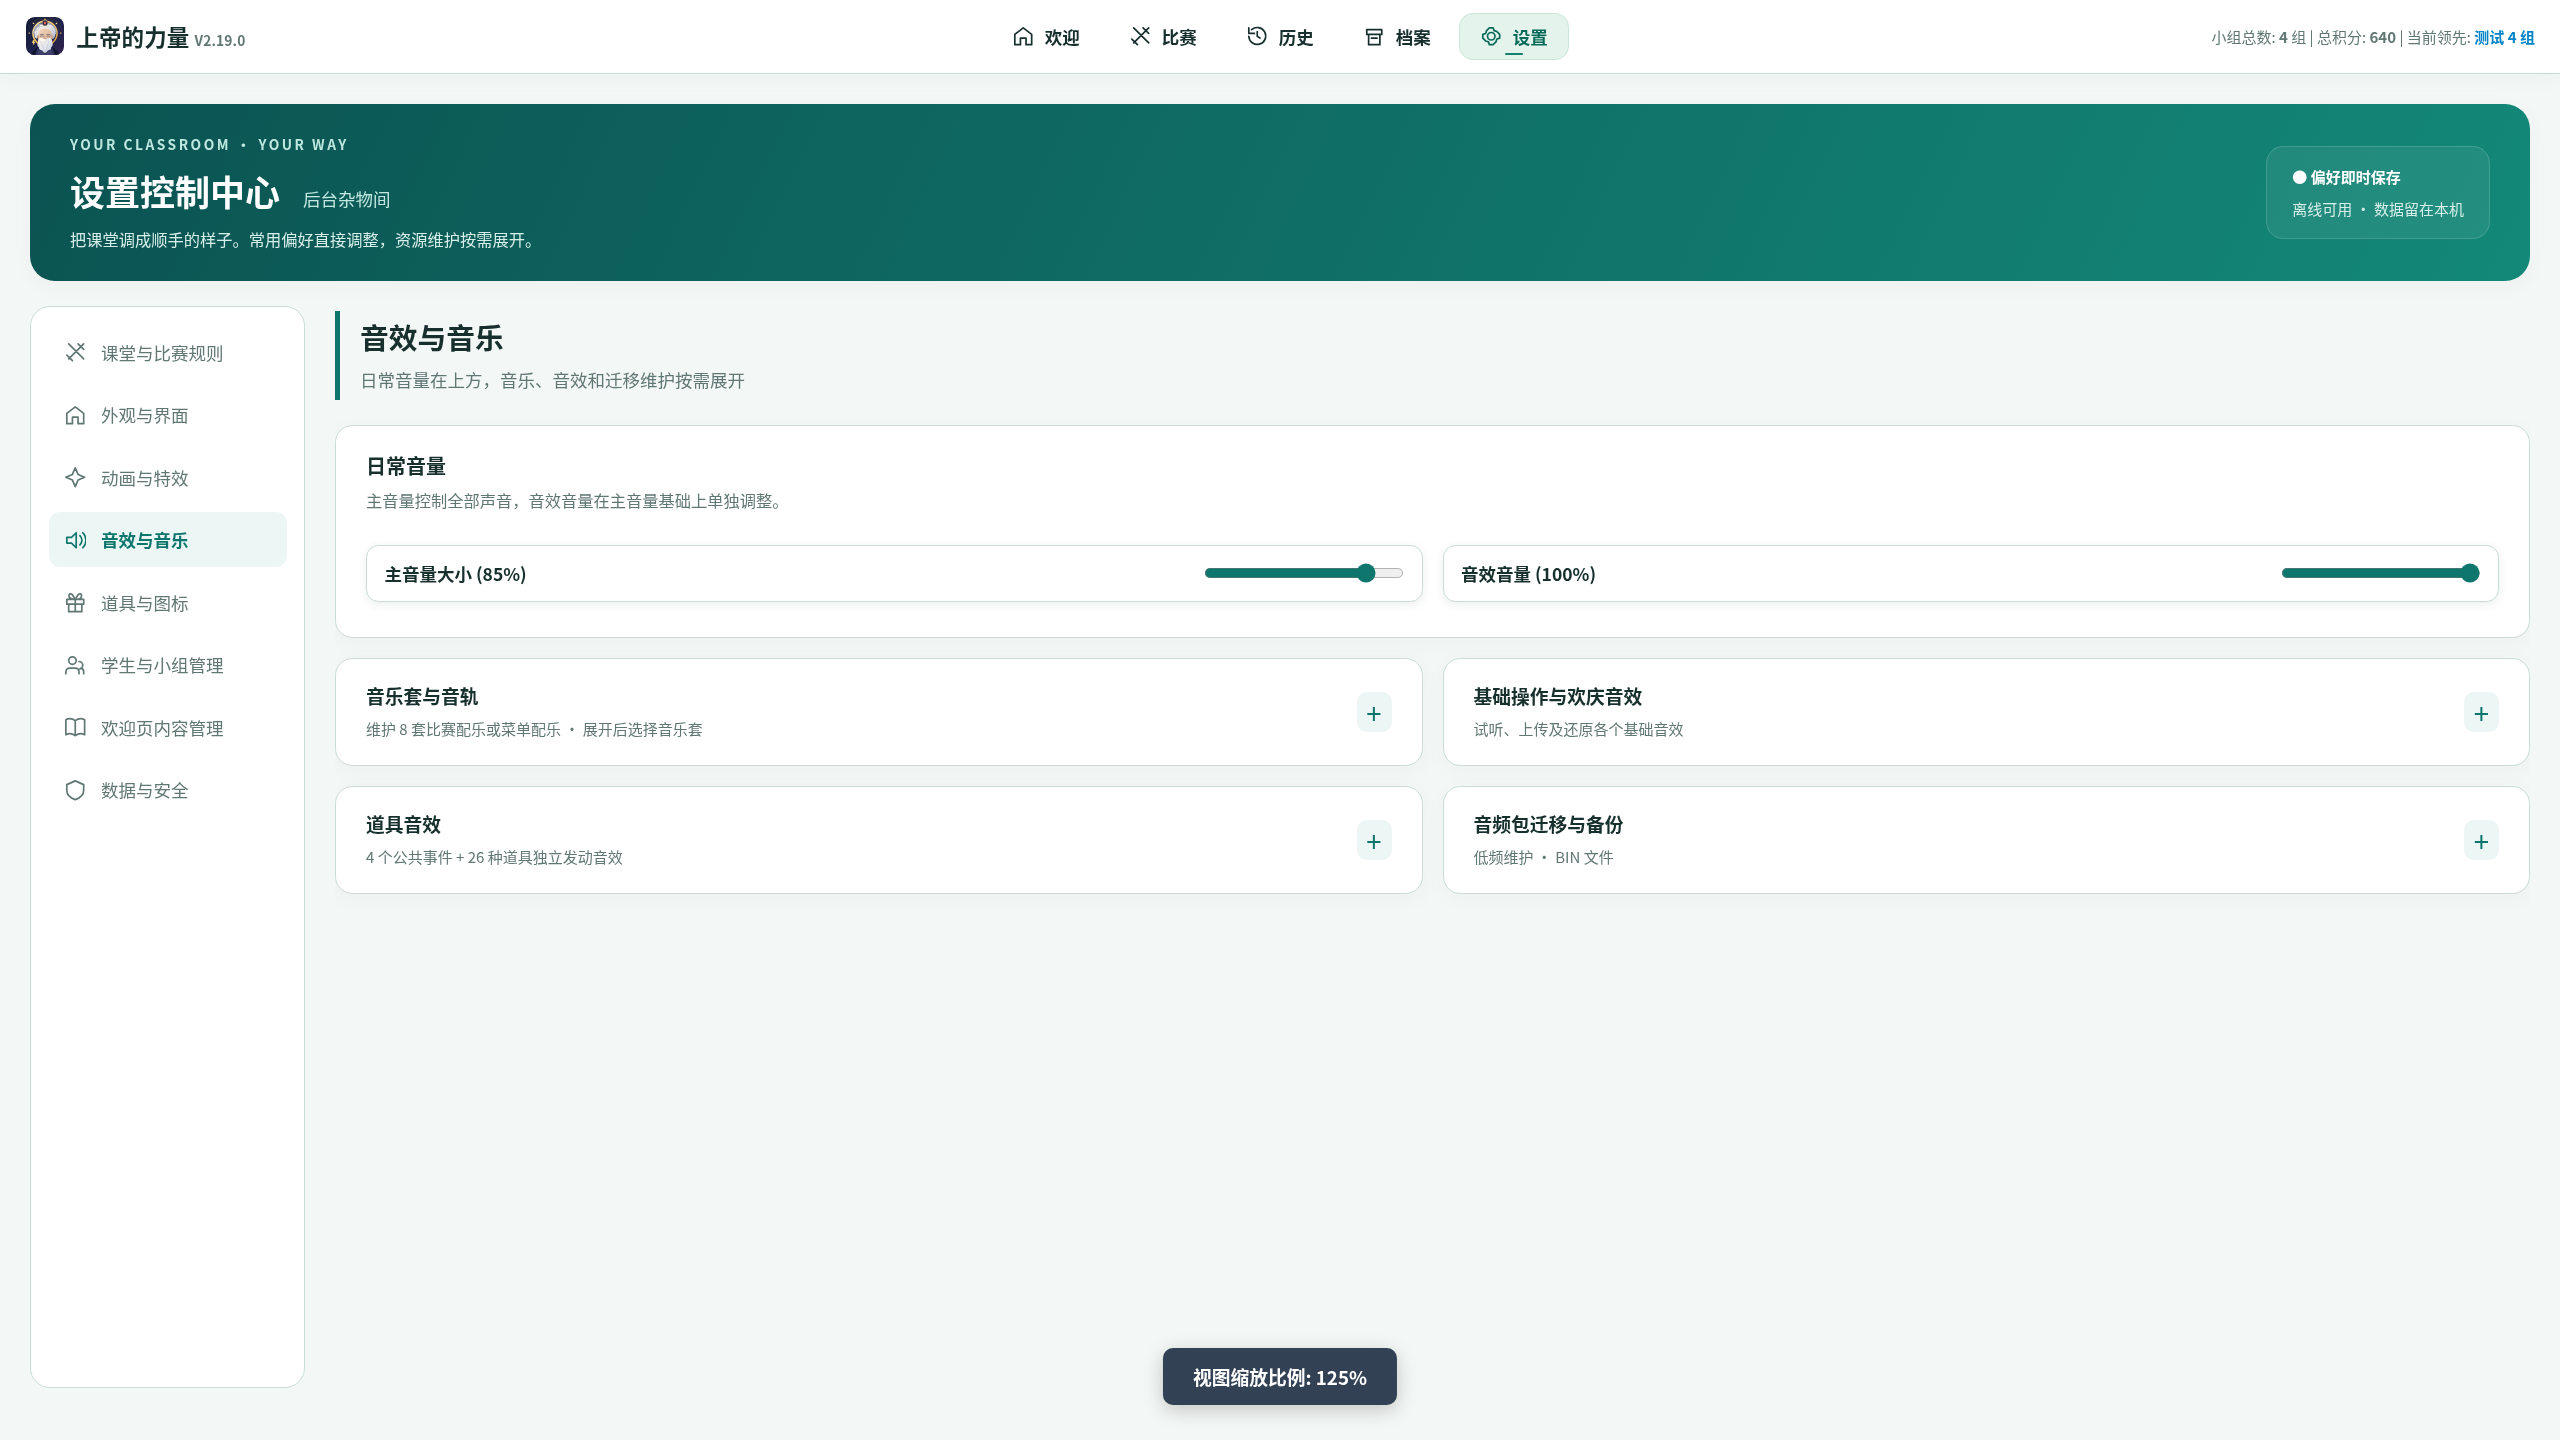 上帝的力量 V2.19.0
欢迎
比赛
历史
档案
设置
小组总数: 4 组 | 总积分: 640 | 当前领先: 测试 4 组
YOUR CLASSROOM · YOUR WAY
设置控制中心 后台杂物间
把课堂调成顺手的样子。常用偏好直接调整，资源维护按需展开。
● 偏好即时保存
离线可用 · 数据留在本机
课堂与比赛规则
外观与界面
动画与特效
音效与音乐
道具与图标
学生与小组管理
欢迎页内容管理
数据与安全
音效与音乐
日常音量在上方，音乐、音效和迁移维护按需展开
日常音量
主音量控制全部声音，音效音量在主音量基础上单独调整。
主音量大小 (85%)
音效音量 (100%)
音乐套与音轨
维护 8 套比赛配乐或菜单配乐 · 展开后选择音乐套
+
基础操作与欢庆音效
试听、上传及还原各个基础音效
+
道具音效
4 个公共事件 + 26 种道具独立发动音效
+
音频包迁移与备份
低频维护 · BIN 文件
+
视图缩放比例: 125%